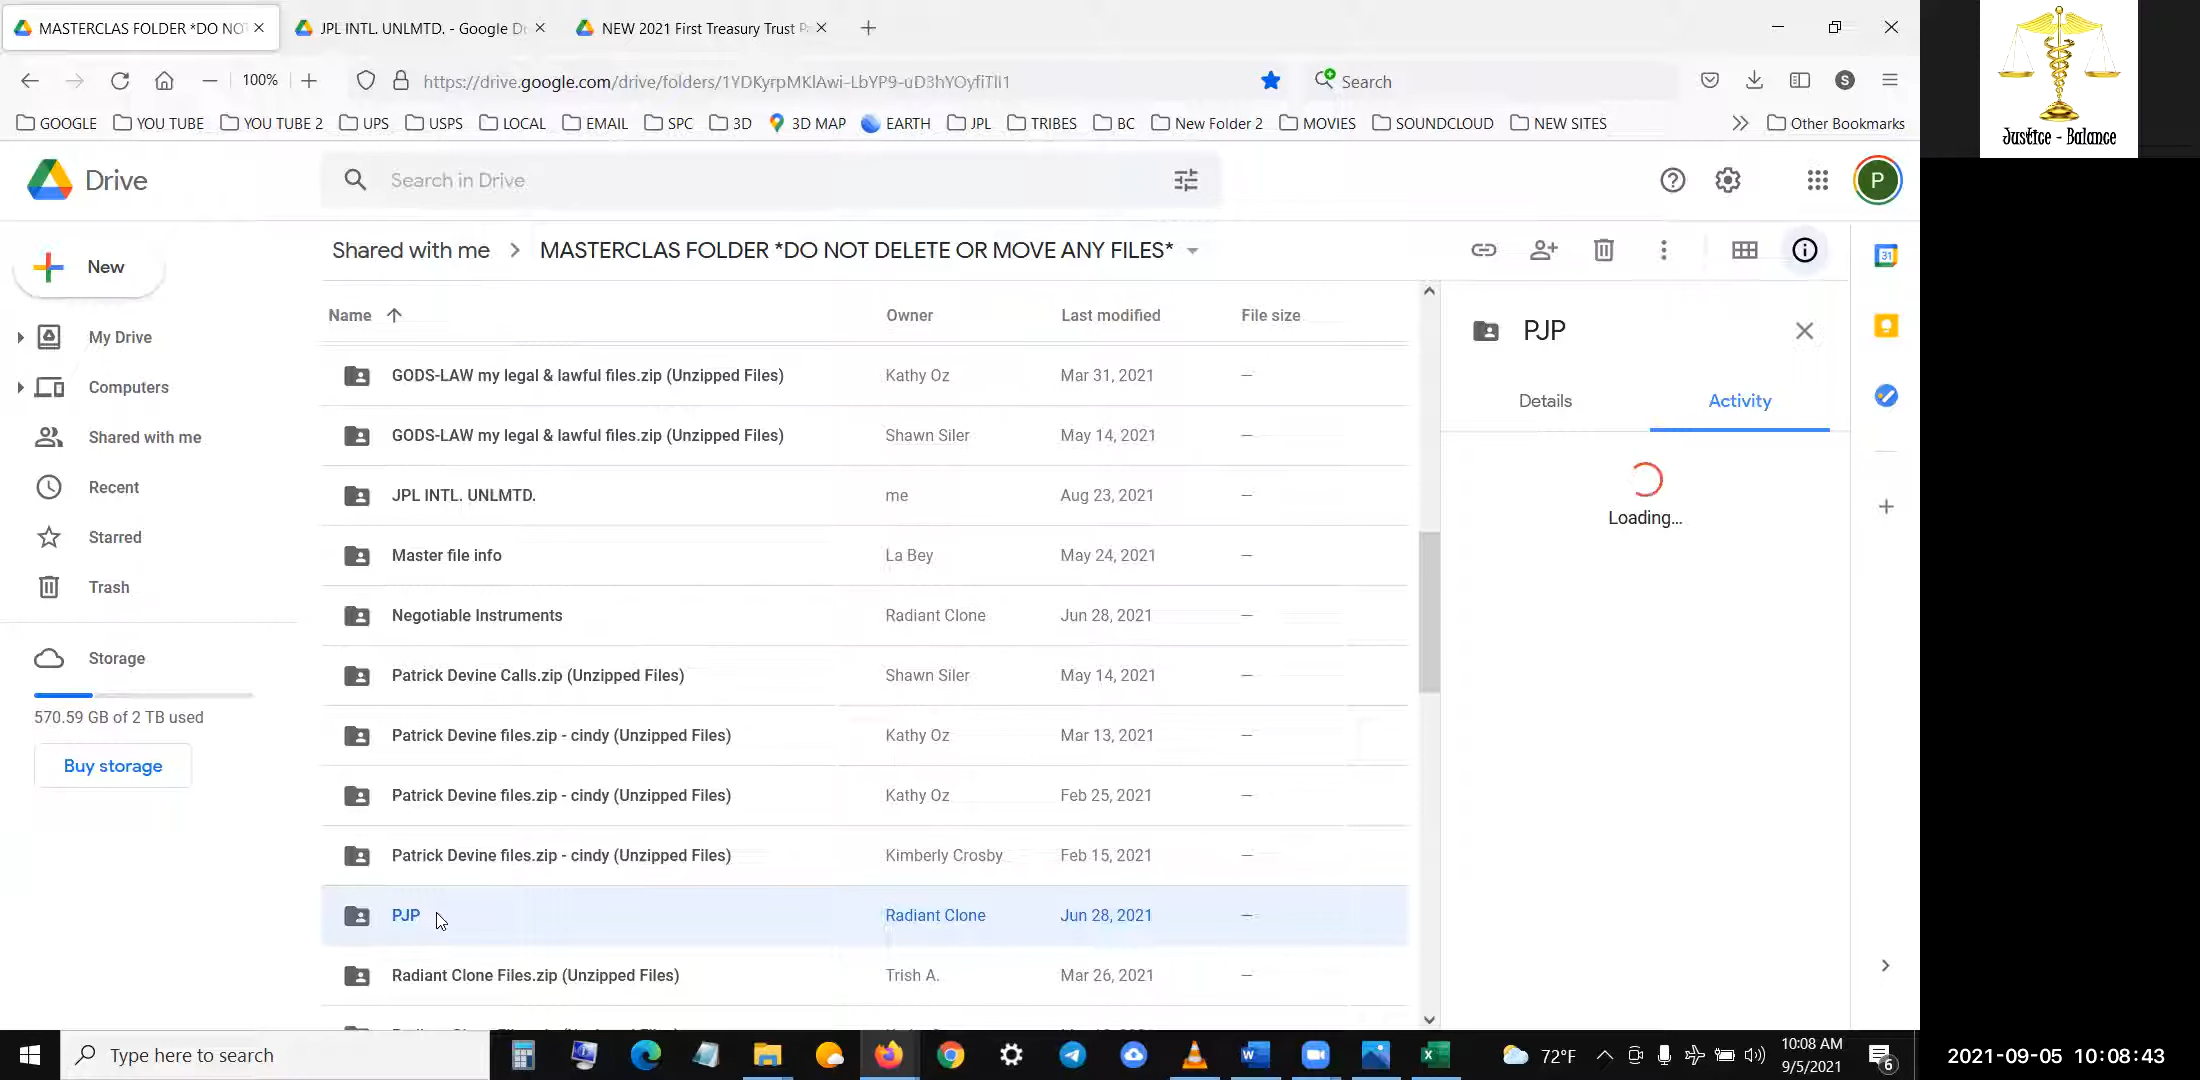 MASTERCLAS FOLDER *DO NO
JPL INTL. UNLMTD. - Google D
NEW 2021 First Treasury Trust
100%
https://drive.google.com/drive/folders/1YDKyrpMKlAwi-LbYP9-uD3hYOyfiTli1
Search
GOOGLE YOU TUBE YOU TUBE 2 UPS USPS LOCAL EMAIL SPC 3D 3D MAP EARTH JPL TRIBES BC New Folder 2 MOVIES SOUNDCLOUD NEW SITES Other Bookmarks
Justice - Balance
Drive
Search in Drive
P
Shared with me > MASTERCLAS FOLDER *DO NOT DELETE OR MOVE ANY FILES*
New
My Drive
Computers
Shared with me
Recent
Starred
Trash
Storage
570.59 GB of 2 TB used
Buy storage
Name Owner Last modified File size
GODS-LAW my legal & lawful files.zip (Unzipped Files) Kathy Oz Mar 31, 2021 —
GODS-LAW my legal & lawful files.zip (Unzipped Files) Shawn Siler May 14, 2021 —
JPL INTL. UNLMTD. me Aug 23, 2021 —
Master file info La Bey May 24, 2021 —
Negotiable Instruments Radiant Clone Jun 28, 2021 —
Patrick Devine Calls.zip (Unzipped Files) Shawn Siler May 14, 2021 —
Patrick Devine files.zip - cindy (Unzipped Files) Kathy Oz Mar 13, 2021 —
Patrick Devine files.zip - cindy (Unzipped Files) Kathy Oz Feb 25, 2021 —
Patrick Devine files.zip - cindy (Unzipped Files) Kimberly Crosby Feb 15, 2021 —
PJP Radiant Clone Jun 28, 2021 —
Radiant Clone Files.zip (Unzipped Files) Trish A. Mar 26, 2021 —
PJP
Details
Activity
Loading...
31
S
Type here to search
72°F
10:08 AM
9/5/2021
6
2021-09-05 10:08:43